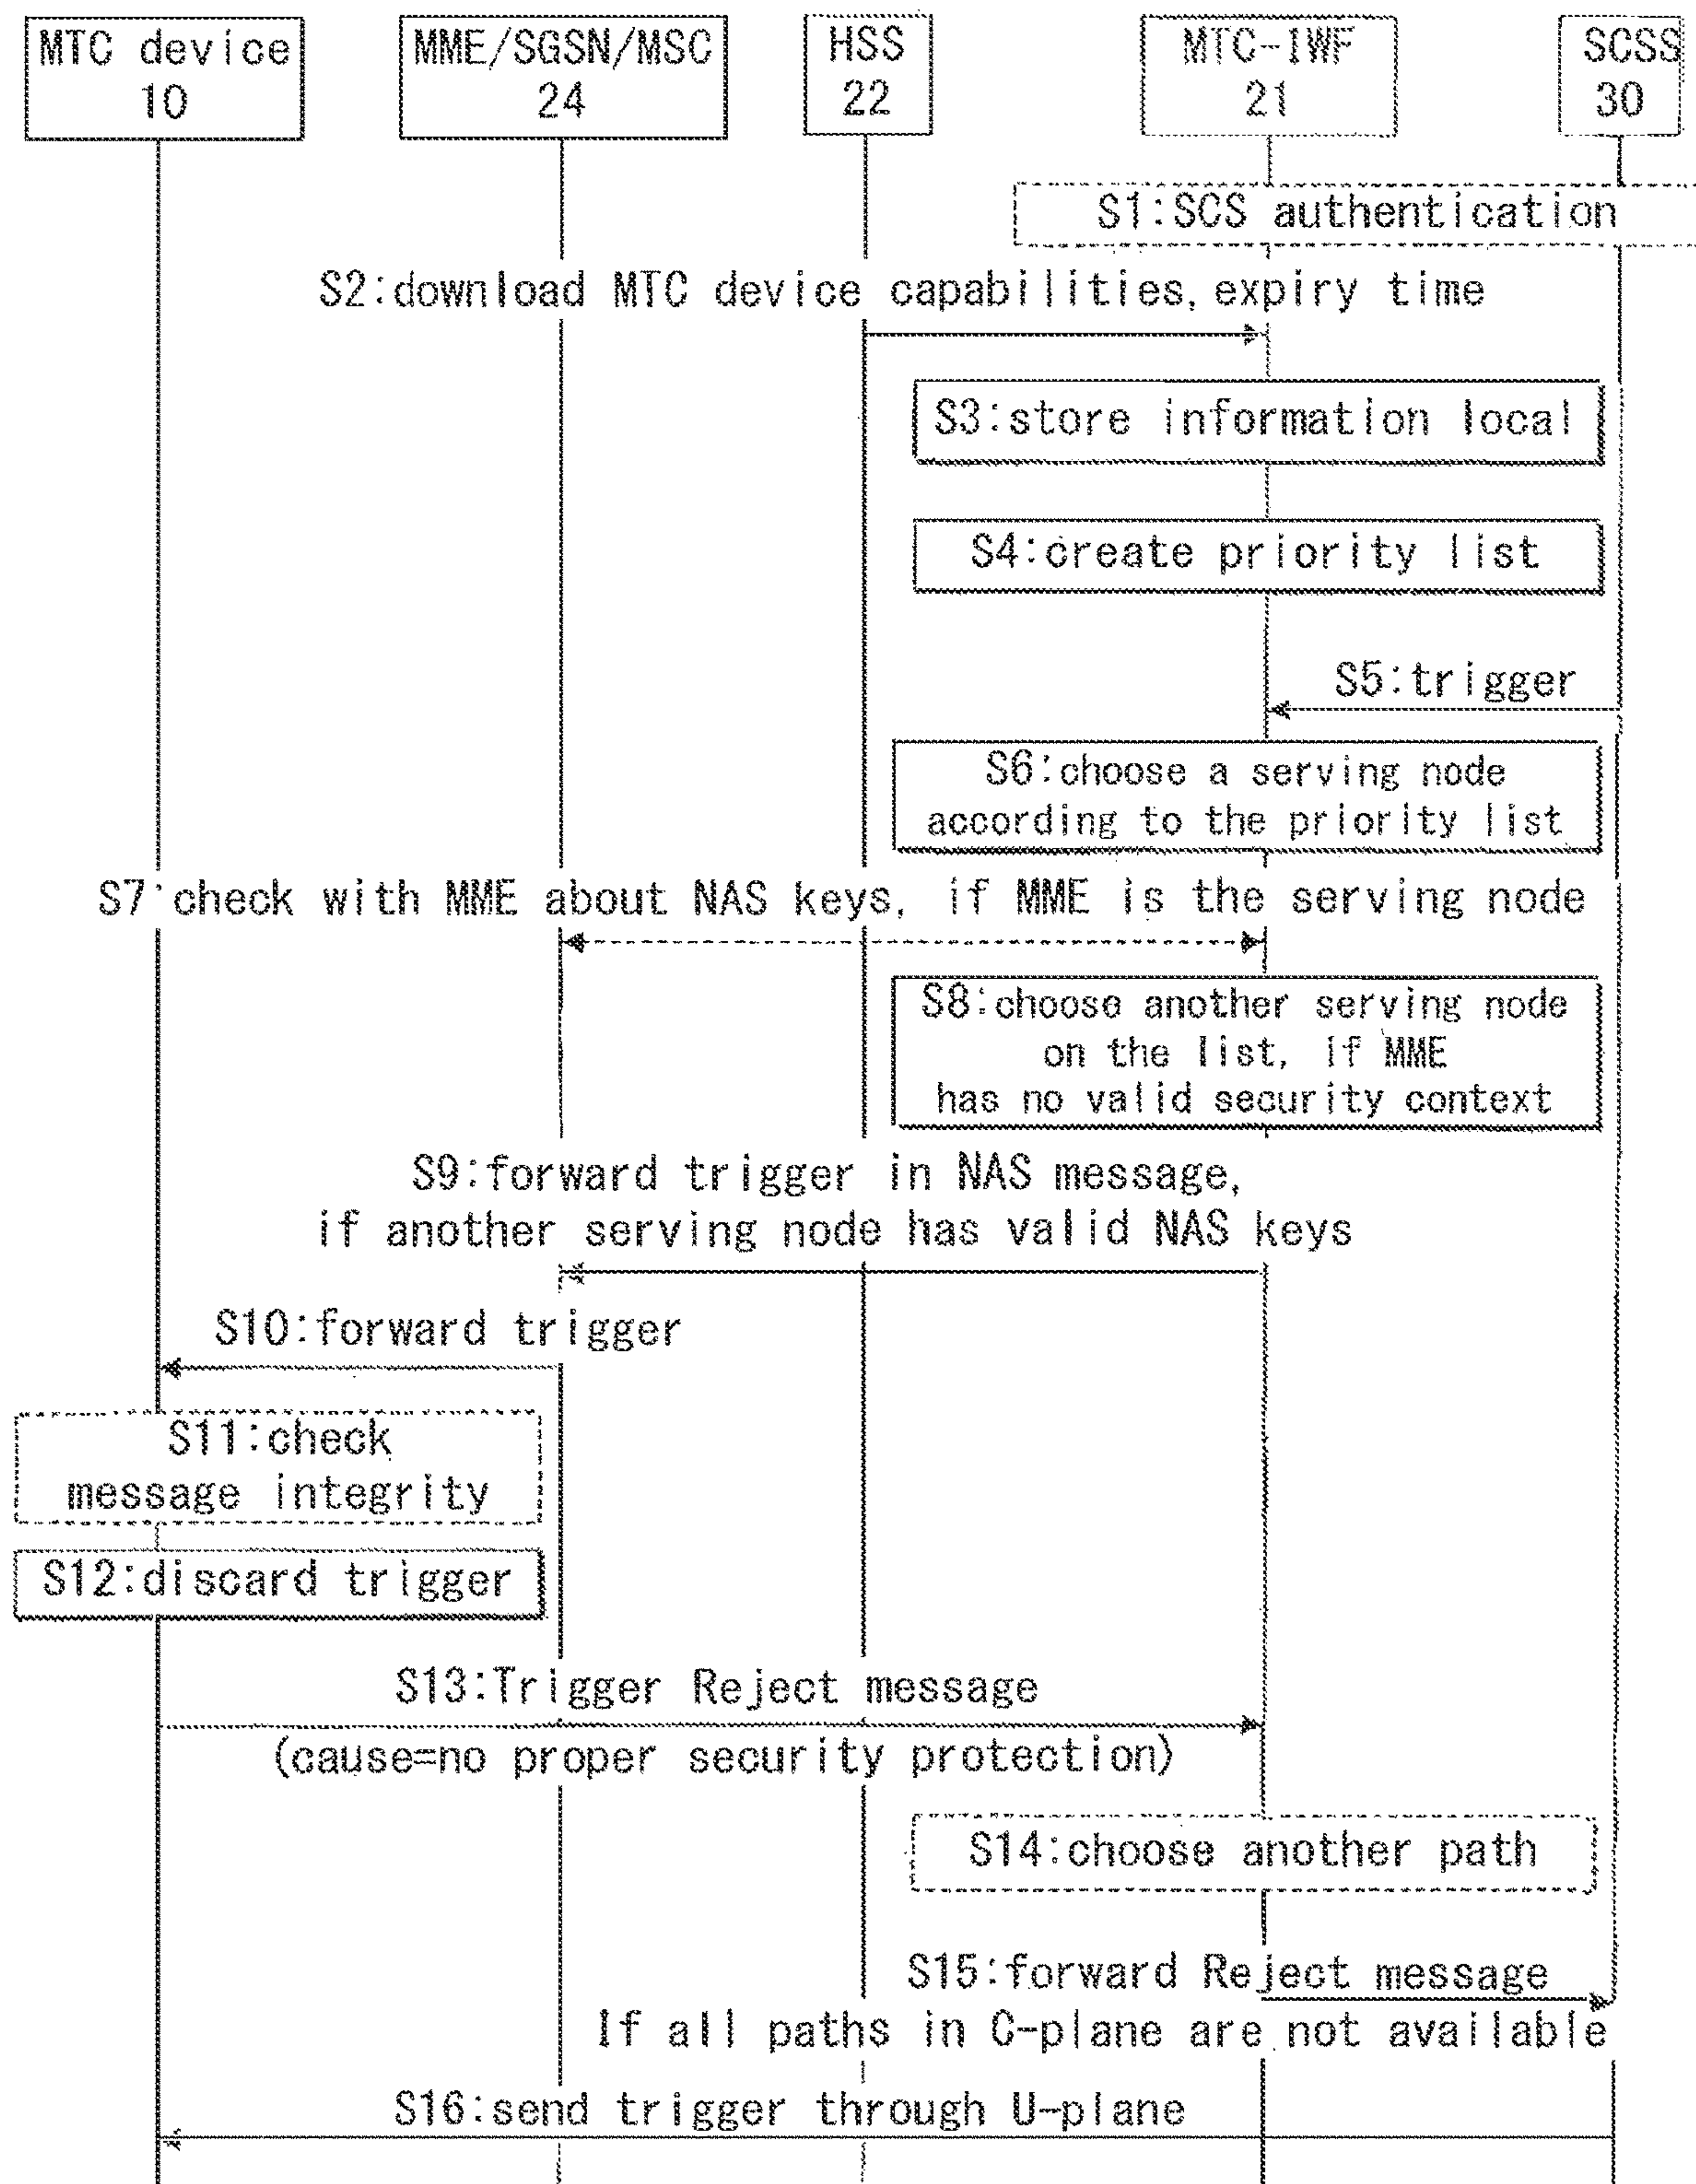 MTC device
10
MME/SGSN/MSC
24
HSS
22
MTC-IWF
21
SCSS
30
S1:SCS authentication
S2:download MTC device capabilities, expiry time
S3:store information local
S4:create priority list
S5:trigger
S6:choose a serving node
according to the priority list
S7:check with MME about NAS keys, if MME is the serving node
S8:choose another serving node
on the list, if MME
has no valid security context
S9:forward trigger in NAS message,
if another serving node has valid NAS keys
S10:forward trigger
S11:check
message integrity
S12:discard trigger
S13:Trigger Reject message
(cause=no proper security protection)
S14:choose another path
S15:forward Reject message
If all paths in C-plane are not available
S16:send trigger through U-plane